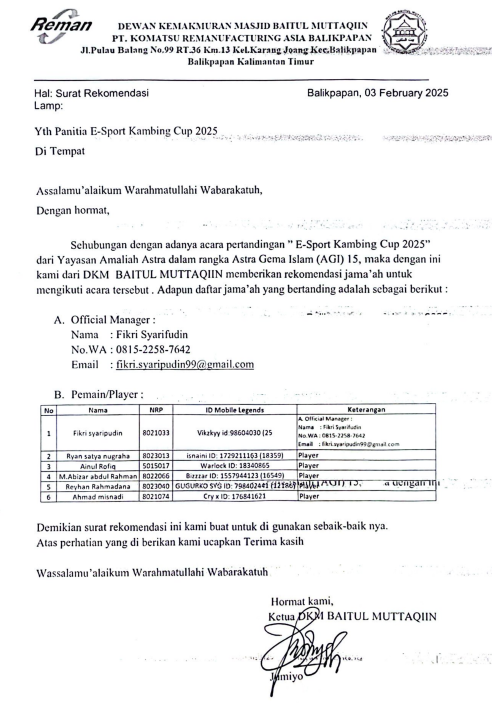 Reman
DEWAN KEMAKMURAN MASJID BAITUL MUTTAQIIN
PT. KOMATSU REMANUFACTURING ASIA BALIKPAPAN
Jl.Pulau Balang No.99 RT.36 Km.13 Kel.Karang Joang Kec.Balikpapan
Balikpapan Kalimantan Timur
Hal: Surat Rekomendasi Balikpapan, 03 February 2025
Lamp:
Yth Panitia E-Sport Kambing Cup 2025
Di Tempat
Assalamu'alaikum Warahmatullahi Wabarakatuh,
Dengan hormat,
Sehubungan dengan adanya acara pertandingan " E-Sport Kambing Cup 2025"
dari Yayasan Amaliah Astra dalam rangka Astra Gema Islam (AGI) 15, maka dengan ini
kami dari DKM BAITUL MUTTAQIIN memberikan rekomendasi jama'ah untuk
mengikuti acara tersebut . Adapun daftar jama'ah yang bertanding adalah sebagai berikut :
A. Official Manager :
Nama : Fikri Syarifudin
No.WA : 0815-2258-7642
Email : fikri.syaripudin99@gmail.com
B. Pemain/Player :
No Nama NRP ID Mobile Legends Keterangan
1 Fikri syaripudin 8021033 Vikzkyy id 98604030 (25
A. Official Manager :
Nama : Fikri Syarifudin
No.WA : 0815-2258-7642
Email : fikri.syaripudin99@gmail.com
2 Ryan satya nugraha 8023013 isnaini ID: 1729211163 (18359) Player
3 Ainul Rofiq 5015017 Warlock ID: 18340865 Player
4 M.Abizar abdul Rahman 8022066 Bizzzar ID: 1557944123 (16549) Player
5 Reyhan Rahmadana 8023040 GUGURKO SYG ID: 798402441
6 Ahmad misnadi 8021074 Cry x ID: 176841621 Player
Demikian surat rekomendasi ini kami buat untuk di gunakan sebaik-baik nya.
Atas perhatian yang di berikan kami ucapkan Terima kasih
Wassalamu'alaikum Warahmatullahi Wabarakatuh
Hormat kami,
Ketua DKM BAITUL MUTTAQIIN
Jumiyo